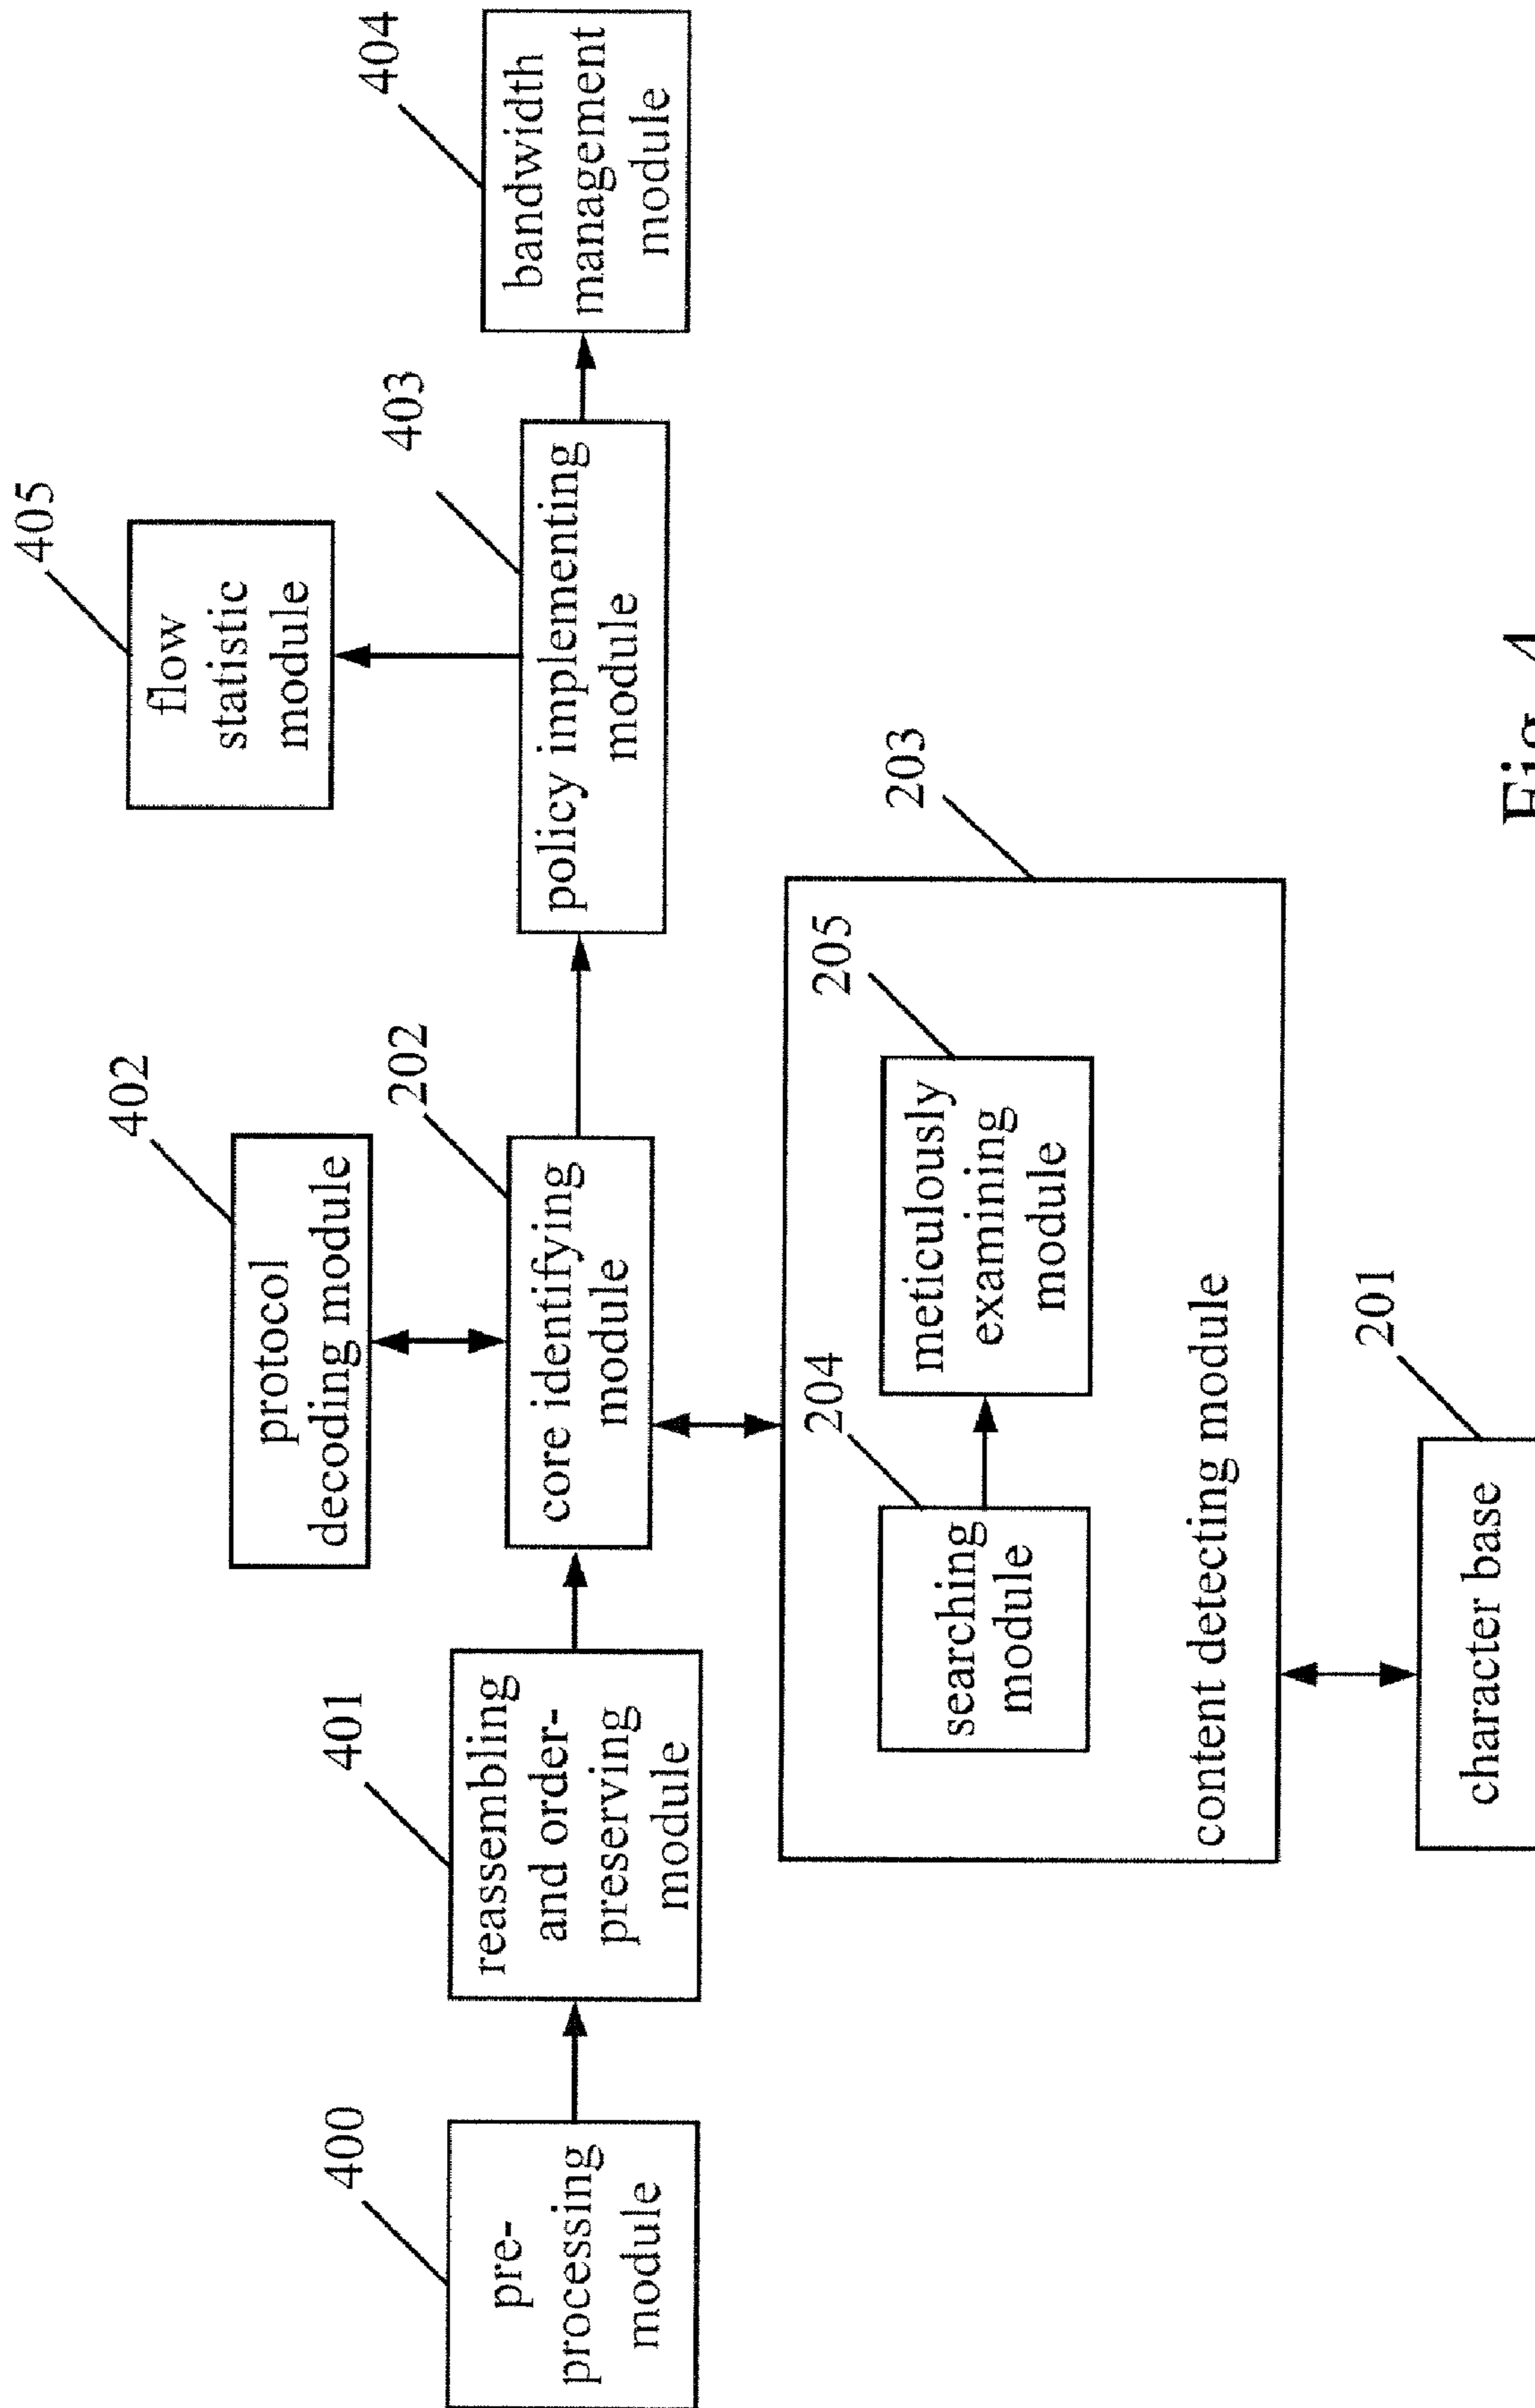 405
flow
statistic
module
404
bandwidth
management
module
403
policy implementing
module
402
protocol
decoding module
202
core identifying
module
401
reassembling
and order-
preserving
module
400
pre-
processing
module
203
205
meticulously
examining
module
204
searching
module
content detecting module
201
character base
Fig. 4